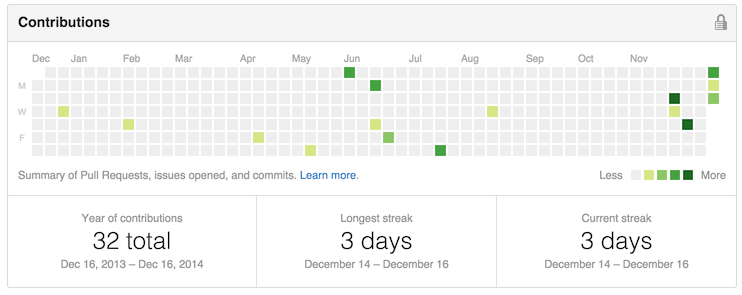 Contributions
Dec Jan Feb Mar Apr May Jun Jul Aug Sep Oct Nov
M
W
F
Summary of Pull Requests, issues opened, and commits. Learn more. Less More
Year of contributions Longest streak Current streak
32 total 3 days 3 days
Dec 16, 2013 – Dec 16, 2014 December 14 – December 16 December 14 – December 16